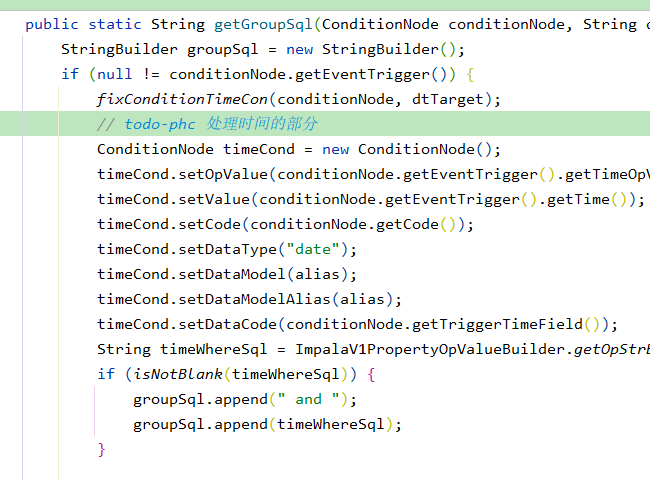 public static String getGroupSql(ConditionNode conditionNode, String
StringBuilder groupSql = new StringBuilder();
if (null != conditionNode.getEventTrigger()) {
fixConditionTimeCon(conditionNode, dtTarget);
// todo-phc 处理时间的部分
ConditionNode timeCond = new ConditionNode();
timeCond.setOpValue(conditionNode.getEventTrigger().getTimeOpV
timeCond.setValue(conditionNode.getEventTrigger().getTime());
timeCond.setCode(conditionNode.getCode());
timeCond.setDataType("date");
timeCond.setDataModel(alias);
timeCond.setDataModelAlias(alias);
timeCond.setDataCode(conditionNode.getTriggerTimeField());
String timeWhereSql = ImpalaV1PropertyOpValueBuilder.getOpStrB
if (isNotBlank(timeWhereSql)) {
groupSql.append(" and ");
groupSql.append(timeWhereSql);
}